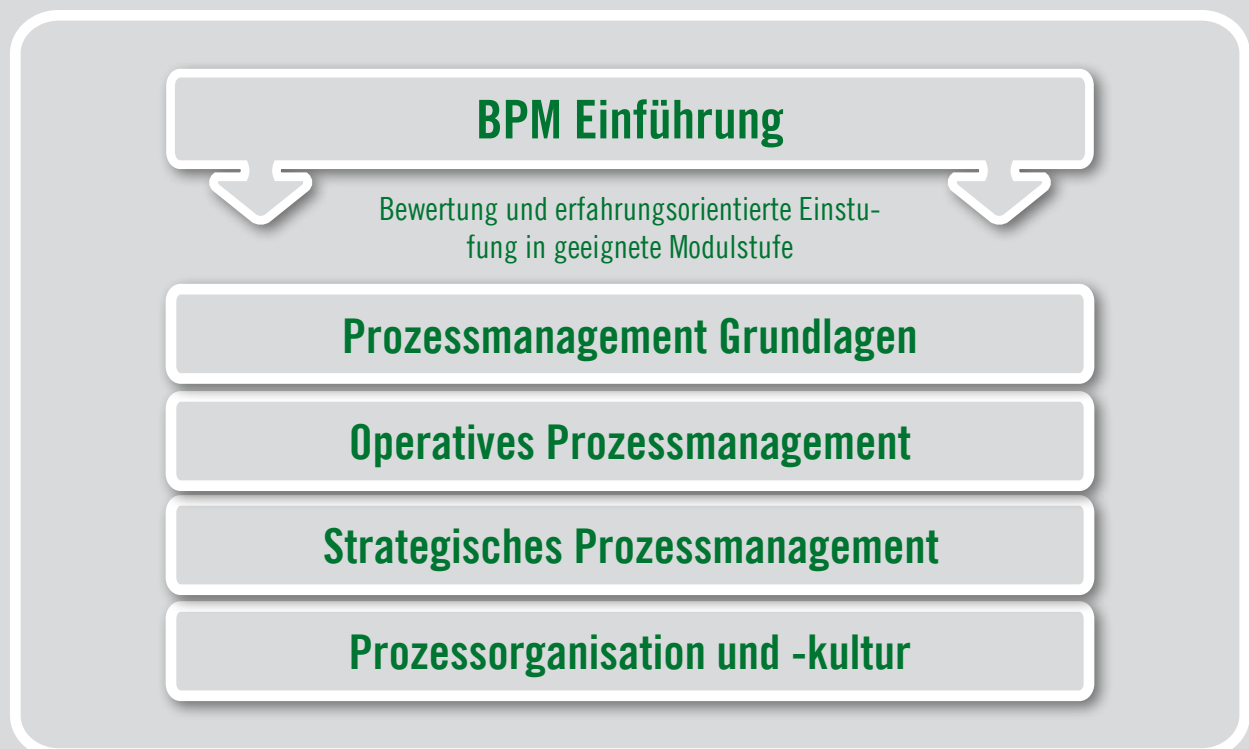 BPM Einführung
Bewertung und erfahrungsorientierte Einstu-
fung in geeignete Modulstufe
Prozessmanagement Grundlagen
Operatives Prozessmanagement
Strategisches Prozessmanagement
Prozessorganisation und -kultur